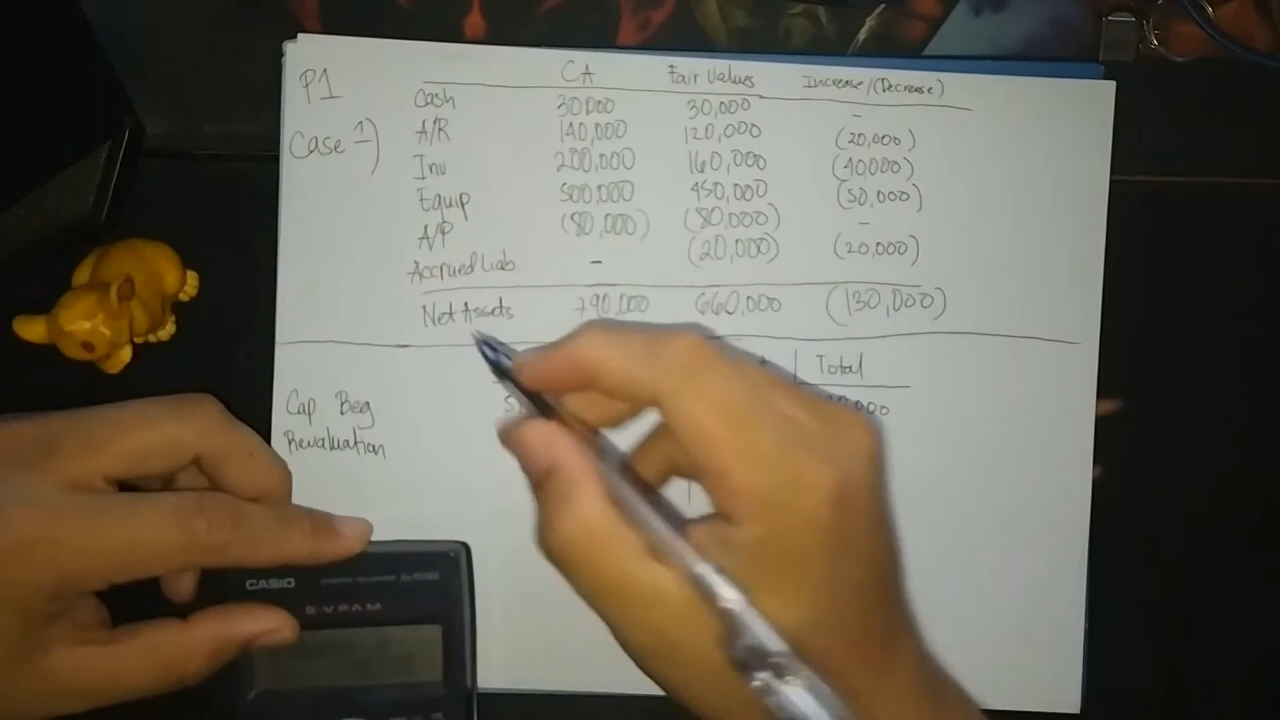 P1
Case 1)
CA Fair Values Increase/(Decrease)
Cash 30000 30,000 –
A/R 140,000 120,000 (20,000)
Inv 200,000 160,000 (40,000)
Equip 500,000 450,000 (50,000)
A/P (80,000) (80,000) –
Accrued Liab – (20,000) (20,000)
Net Assets 790,000 660,000 (130,000)
Total
Cap Beg
Revaluation
CASIO
S-V.P.A.M.